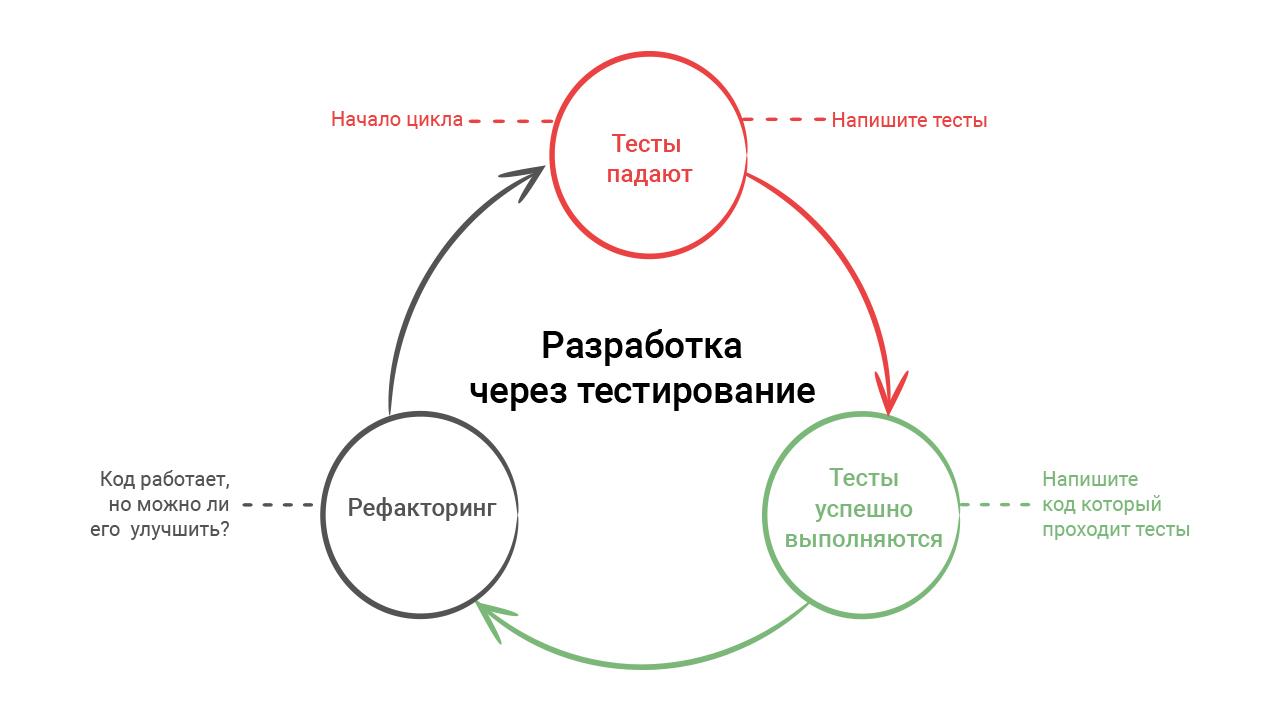 Начало цикла
Тесты
падают
Напишите тесты
Разработка
через тестирование
Код работает,
но можно ли
его улучшить?
Рефакторинг
Тесты
успешно
выполняются
Напишите
код который
проходит тесты